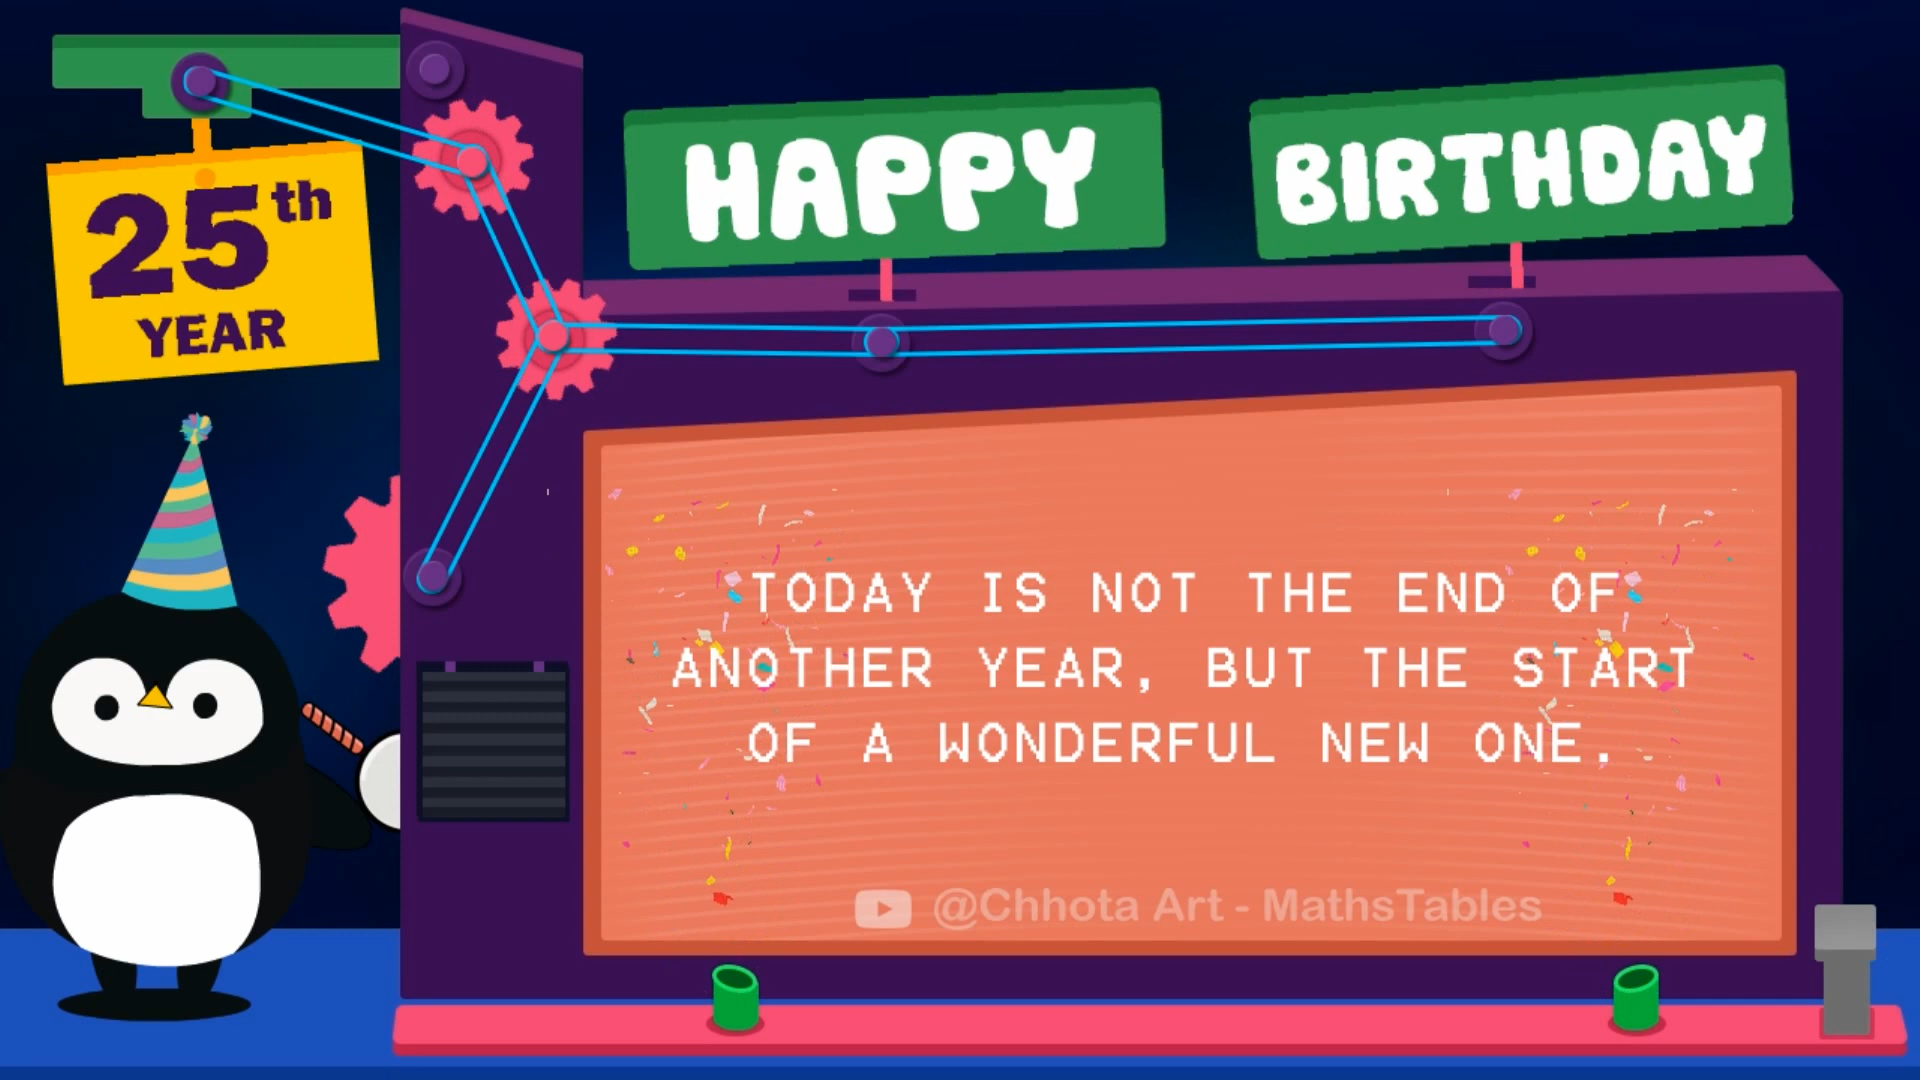 25th
YEAR
HAPPY
BIRTHDAY
TODAY IS NOT THE END OF
ANOTHER YEAR, BUT THE START
OF A WONDERFUL NEW ONE.
@Chhota Art - MathsTables